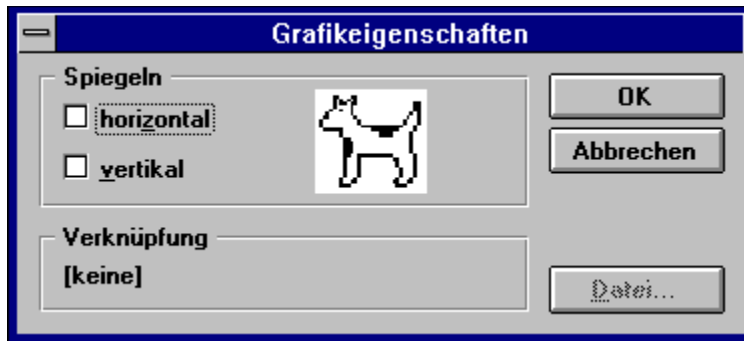 Grafikeigenschaften
Spiegeln
horizontal
vertikal
OK
Abbrechen
Verknüpfung
[keine]
Datei...